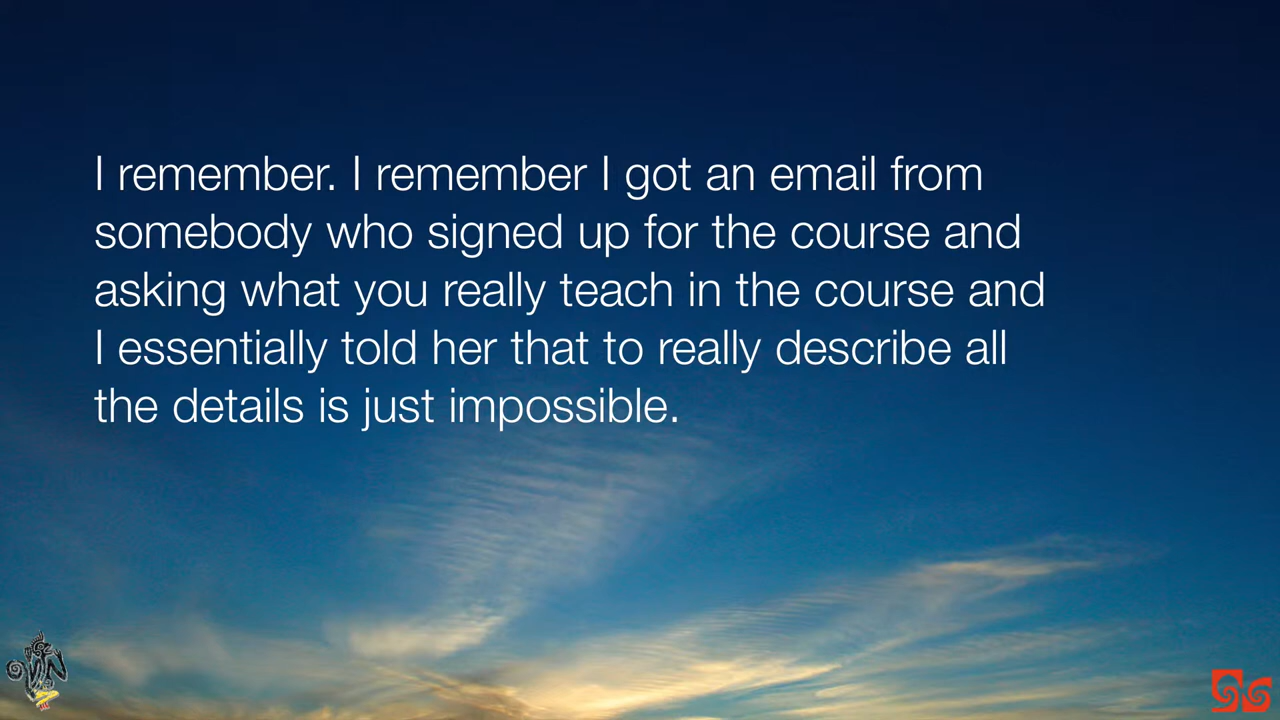 I remember. I remember I got an email from
somebody who signed up for the course and
asking what you really teach in the course and
I essentially told her that to really describe all
the details is just impossible.